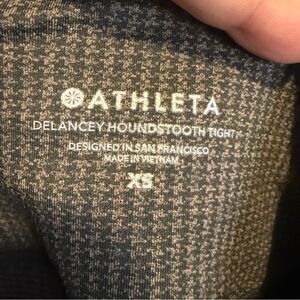 ATHLETA
DELANCEY HOUNDSTOOTH TIGHT
DESIGNED IN SAN FRANCISCO
MADE IN VIETNAM
XS